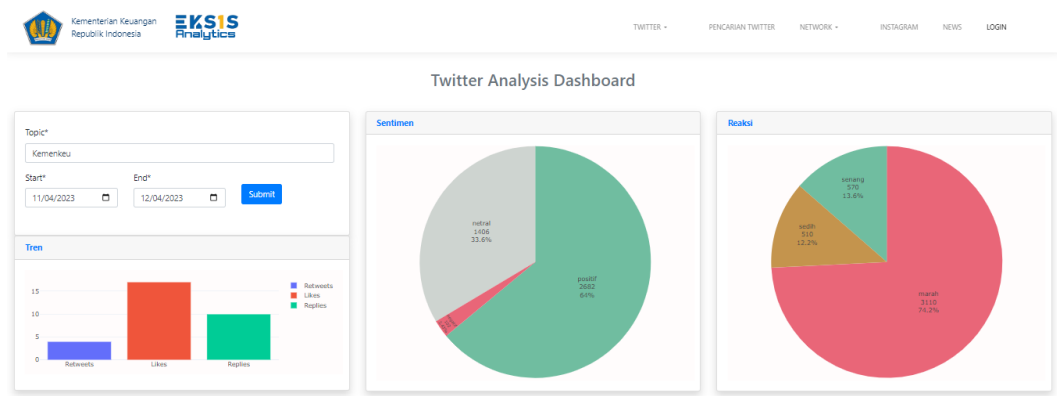 Kementerian Keuangan
Republik Indonesia
EKSIS
Analytics
TWITTER
PENCARIAN TWITTER
NETWORK
INSTAGRAM
NEWS
LOGIN
Twitter Analysis Dashboard
Topic*
Kemenkeu
Start*
End*
11/04/2023
12/04/2023
Submit
Tren
15
10
5
0
Retweets
Likes
Replies
Retweets
Likes
Replies
Sentimen
netral
1406
33.6%
positif
2682
64%
Reaksi
senang
570
13.6%
sedih
510
12.2%
marah
3110
74.2%